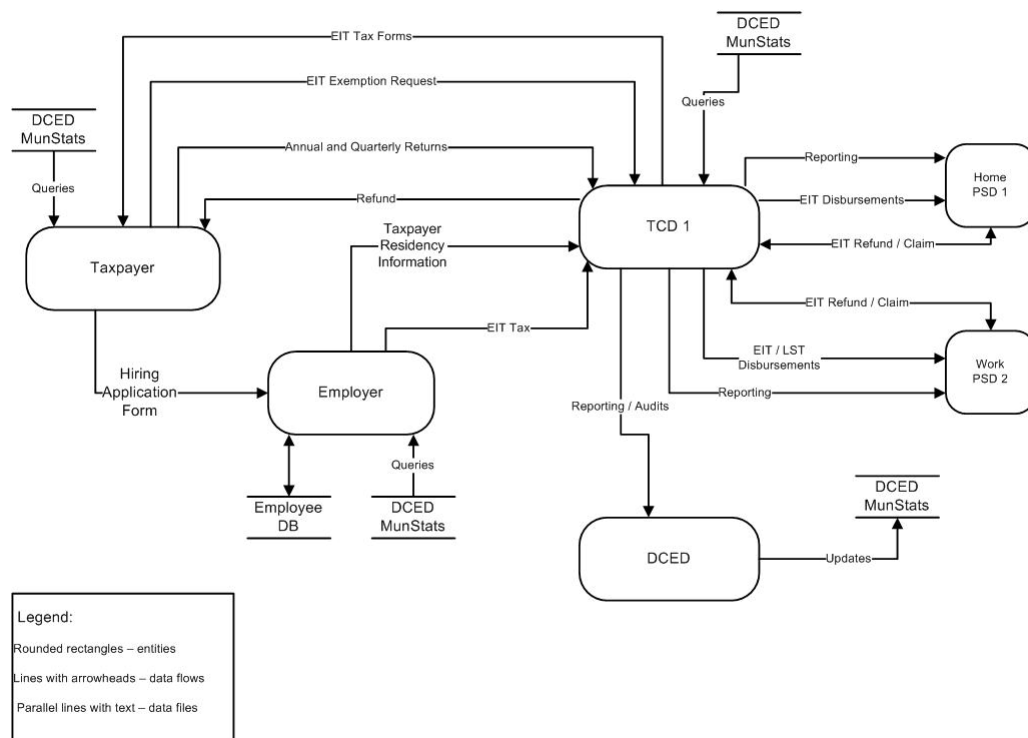 DCED
MunStats
EIT Tax Forms
EIT Exemption Request
Queries
DCED
MunStats
Queries
Annual and Quarterly Returns
Refund
Reporting
Home
PSD 1
EIT Disbursements
Taxpayer
Residency
Information
TCD 1
EIT Refund / Claim
Taxpayer
EIT Refund / Claim
EIT Tax
EIT / LST
Disbursements
Work
PSD 2
Hiring
Application
Form
Employer
Reporting
Reporting / Audits
Queries
Employee
DB
DCED
MunStats
DCED
MunStats
DCED
Updates
Legend:
Rounded rectangles – entities
Lines with arrowheads – data flows
Parallel lines with text – data files